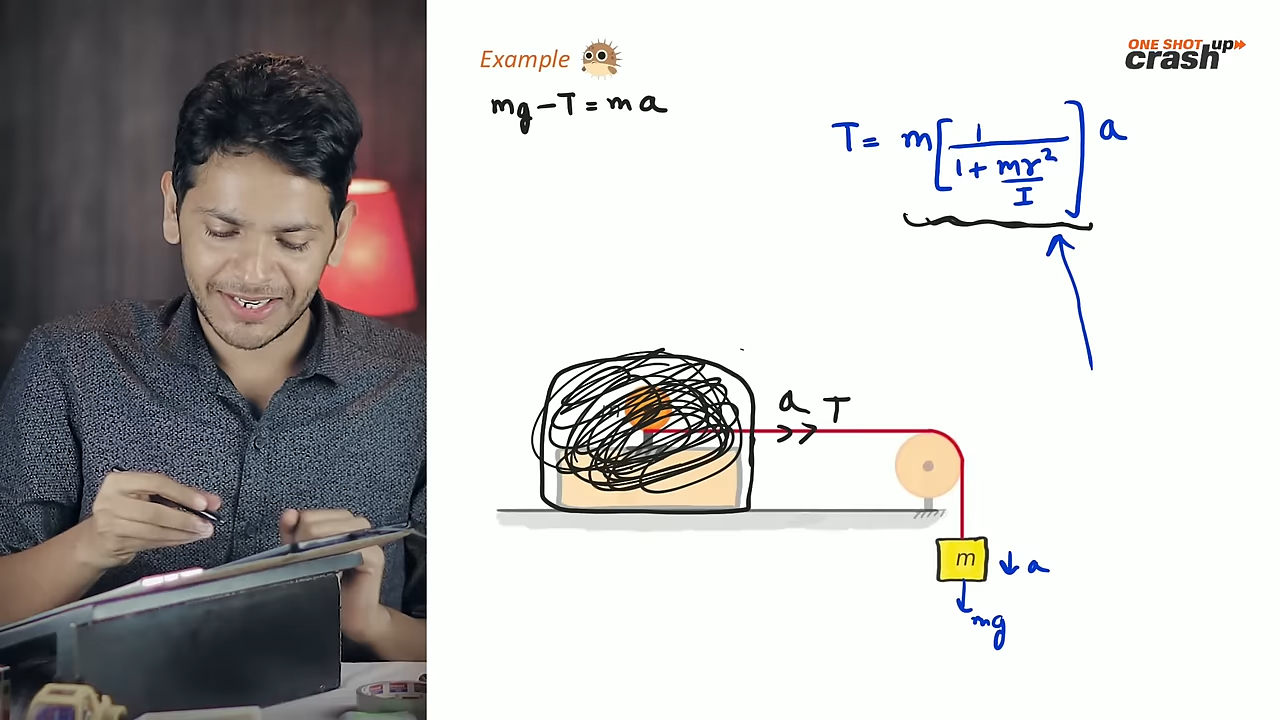 Example
ONE SHOT up
crash
mg - T = ma
T = m[1/(1 + mr²/I)] a
a T
m
↓ a
mg